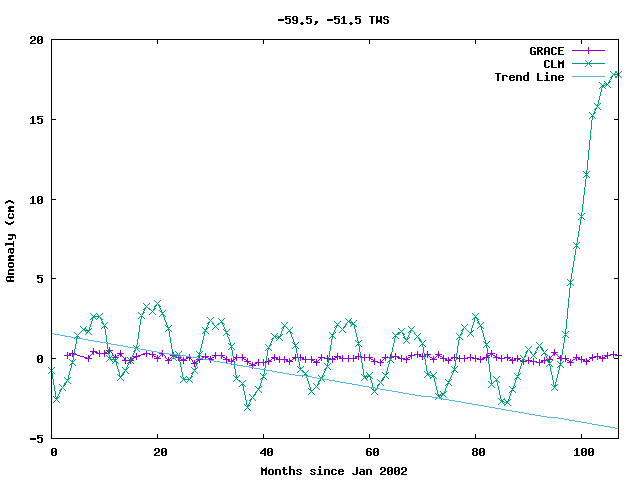 -59.5, -51.5 TWS
GRACE
CLM
Trend Line
Anomaly (cm)
20
15
10
5
0
-5
0 20 40 60 80 100
Months since Jan 2002